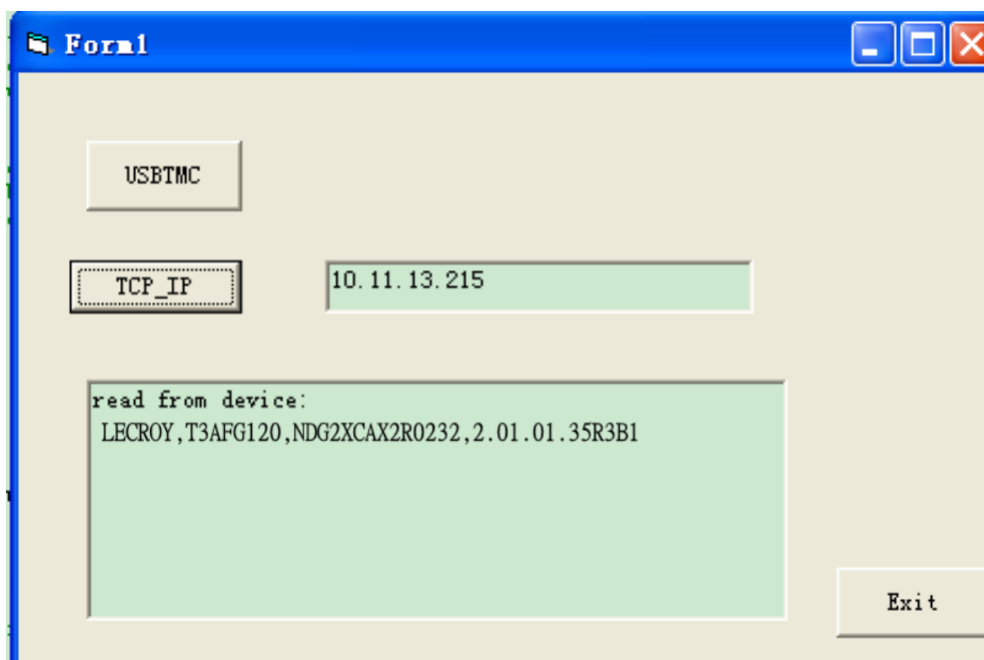 Form1
USBTMC
TCP_IP
10.11.13.215
read from device:
LECROY,T3AFG120,NDG2XCAX2R0232,2.01.01.35R3B1
Exit